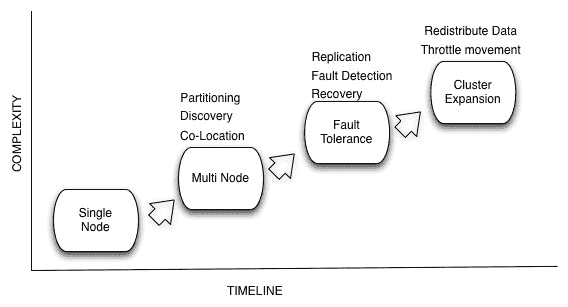 COMPLEXITY
Single
Node
Partitioning
Discovery
Co-Location
Multi Node
Replication
Fault Detection
Recovery
Fault
Tolerance
Redistribute Data
Throttle movement
Cluster
Expansion
TIMELINE